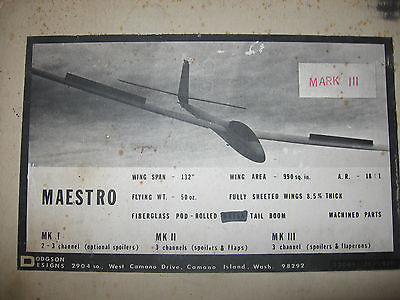 MARK III
WING SPAN - 132" WING AREA - 990 sq. in. A.R. - 18:1
MAESTRO FLYING WT. - 50 oz. FULLY SHEETED WINGS 8.5% THICK
FIBERGLASS POD-ROLLED TAIL BOOM MACHINED PARTS
MK I MK II MK III
2 - 3 channel (optional spoilers) 3 channels (spoilers & flaps) 3 channels (spoilers & flaperons)
DODGSON
DESIGNS 2904 so., West Camano Drive, Camano Island, Wash. 98292